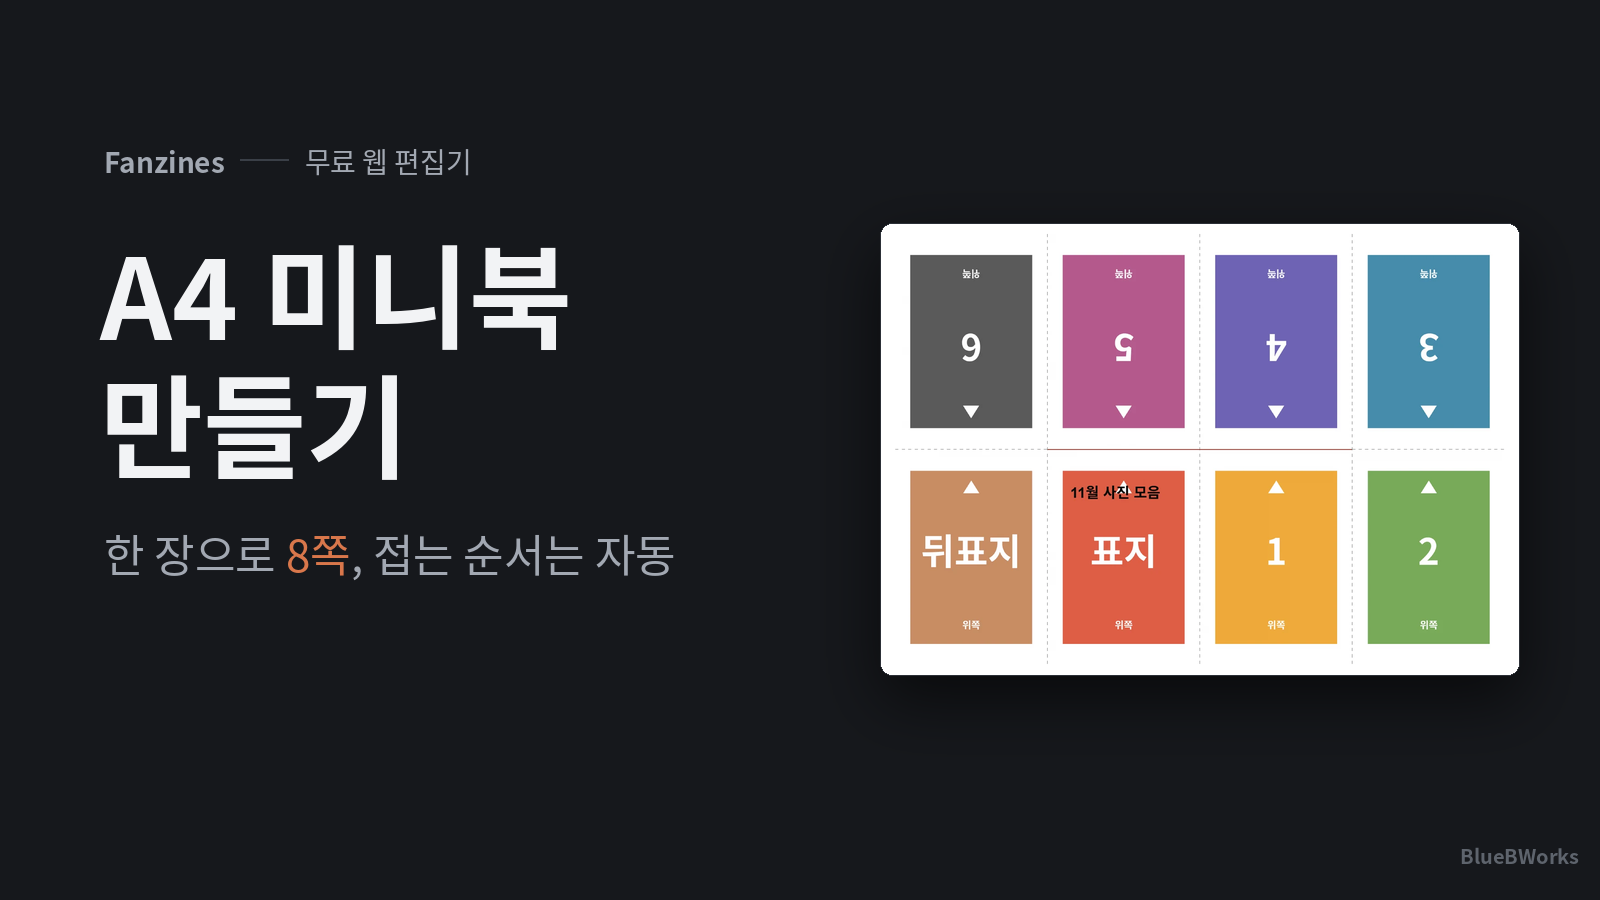 Fanzines 무료 웹 편집기
A4 미니북
만들기
한 장으로 8쪽, 접는 순서는 자동
위쪽 위쪽 위쪽 위쪽
6 5 4 3
11월 사진 모음
뒤표지 표지 1 2
위쪽 위쪽 위쪽 위쪽
BlueBWorks